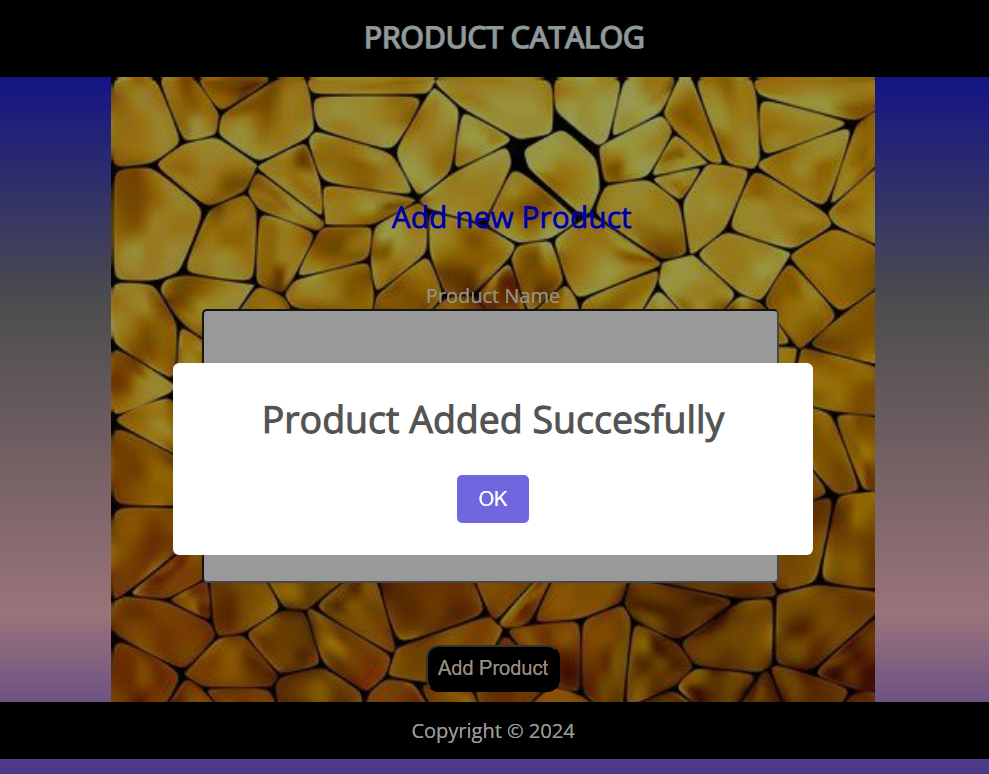 PRODUCT CATALOG
Add new Product
Product Name
Product Added Succesfully
OK
Add Product
Copyright © 2024